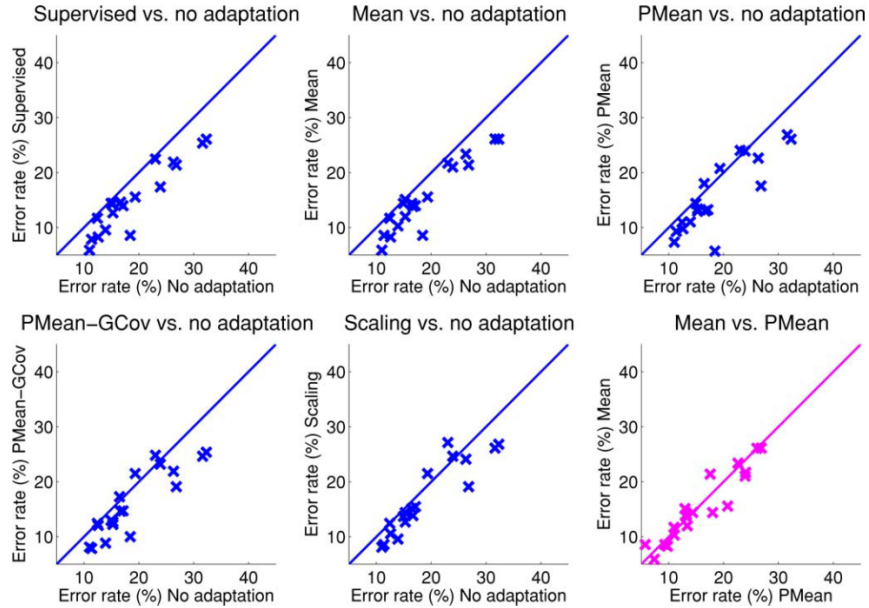 Supervised vs. no adaptation
Mean vs. no adaptation
PMean vs. no adaptation
Error rate (%) Supervised
40
30
20
10
10 20 30 40
Error rate (%) No adaptation
Error rate (%) Mean
40
30
20
10
10 20 30 40
Error rate (%) No adaptation
Error rate (%) PMean
40
30
20
10
10 20 30 40
Error rate (%) No adaptation
PMean-GCov vs. no adaptation
Scaling vs. no adaptation
Mean vs. PMean
Error rate (%) PMean-GCov
40
30
20
10
10 20 30 40
Error rate (%) No adaptation
Error rate (%) Scaling
40
30
20
10
10 20 30 40
Error rate (%) No adaptation
Error rate (%) Mean
40
30
20
10
10 20 30 40
Error rate (%) PMean